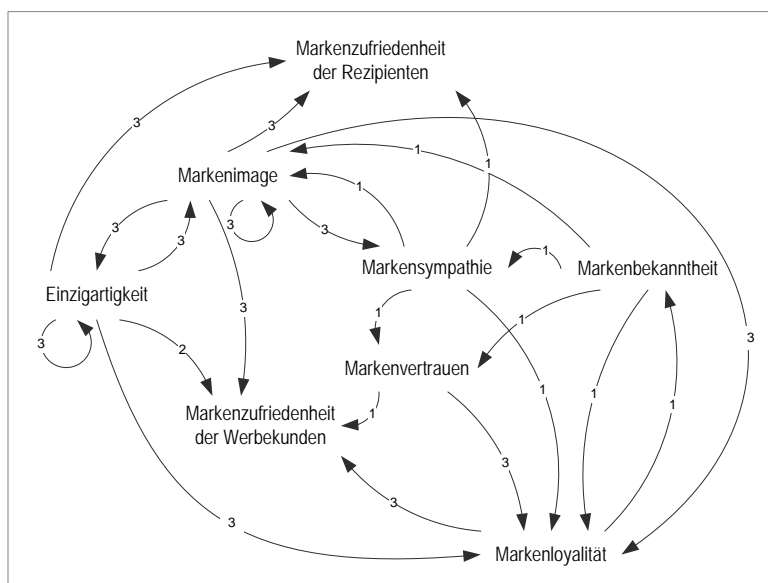 Markenzufriedenheit
der Rezipienten
3
3
1
1
Markenimage
1
3
3
3
3
Markensympathie
1
Markenbekanntheit
Einzigartigkeit
3
1
1
3
2
3
Markenvertrauen
1
1
1
Markenzufriedenheit
der Werbekunden
1
3
3
3
Markenloyalität